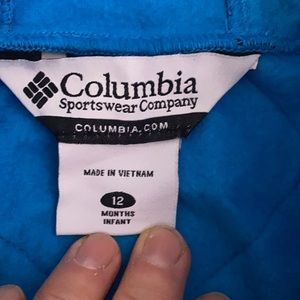 Columbia
Sportswear Company
COLUMBIA.COM
MADE IN VIETNAM
12
MONTHS
INFANT